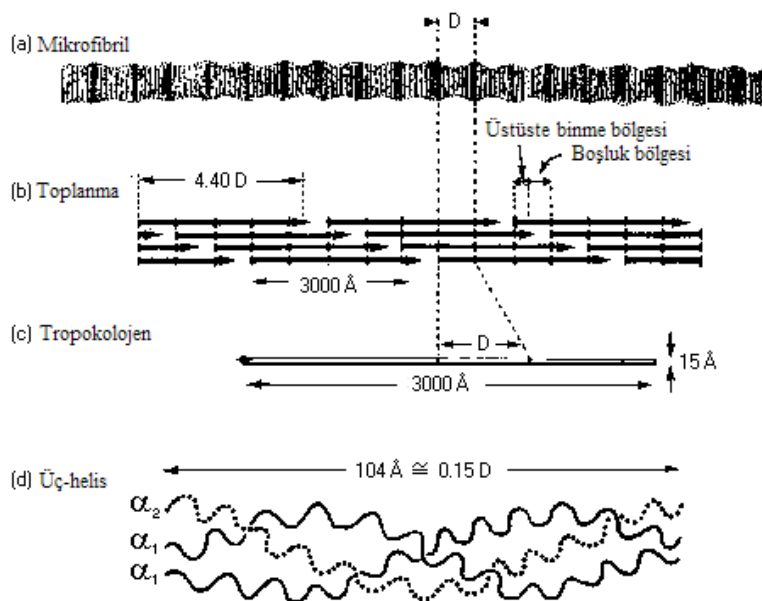 D
(a) Mikrofibril
Üstüste binme bölgesi
Boşluk bölgesi
4.40 D
(b) Toplanma
3000 Å
(c) Tropokolojen
D
15 Å
3000 Å
104 Å ≅ 0.15 D
(d) Üç-helis
α₂
α₁
α₁